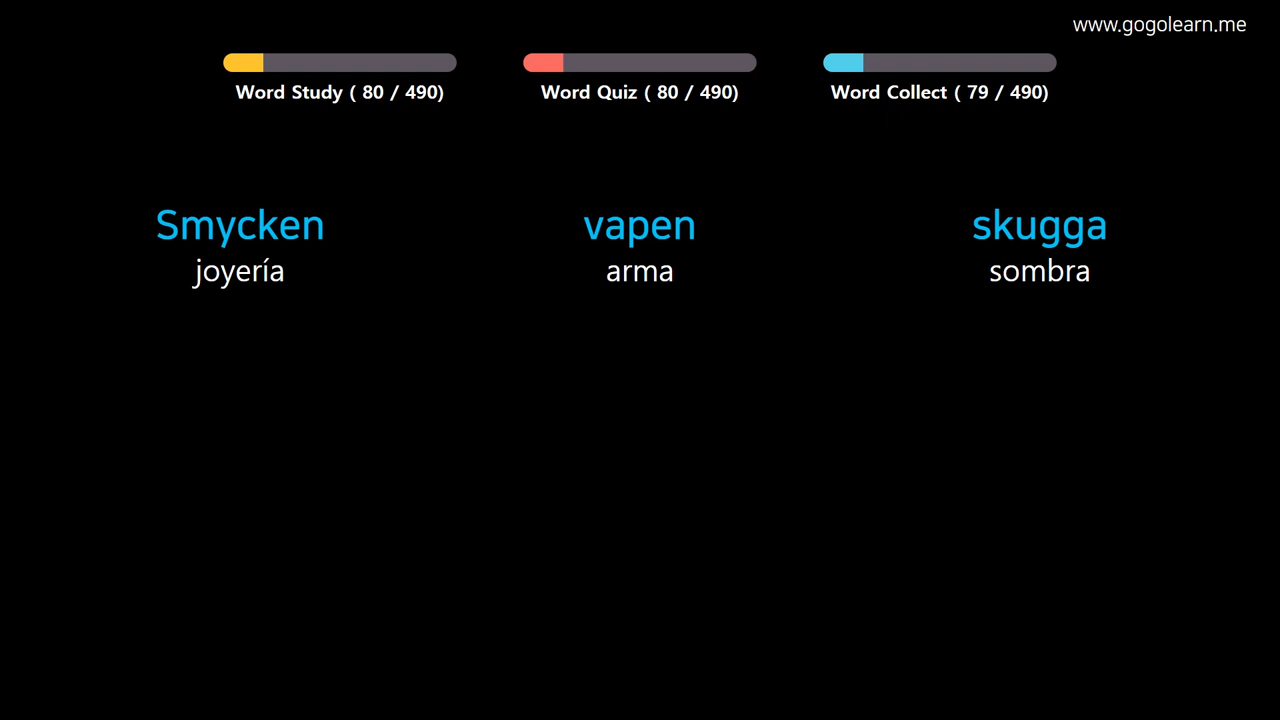 www.gogolearn.me
Word Study ( 80 / 490)
Word Quiz ( 80 / 490)
Word Collect ( 79 / 490)
Smycken
joyería
vapen
arma
skugga
sombra